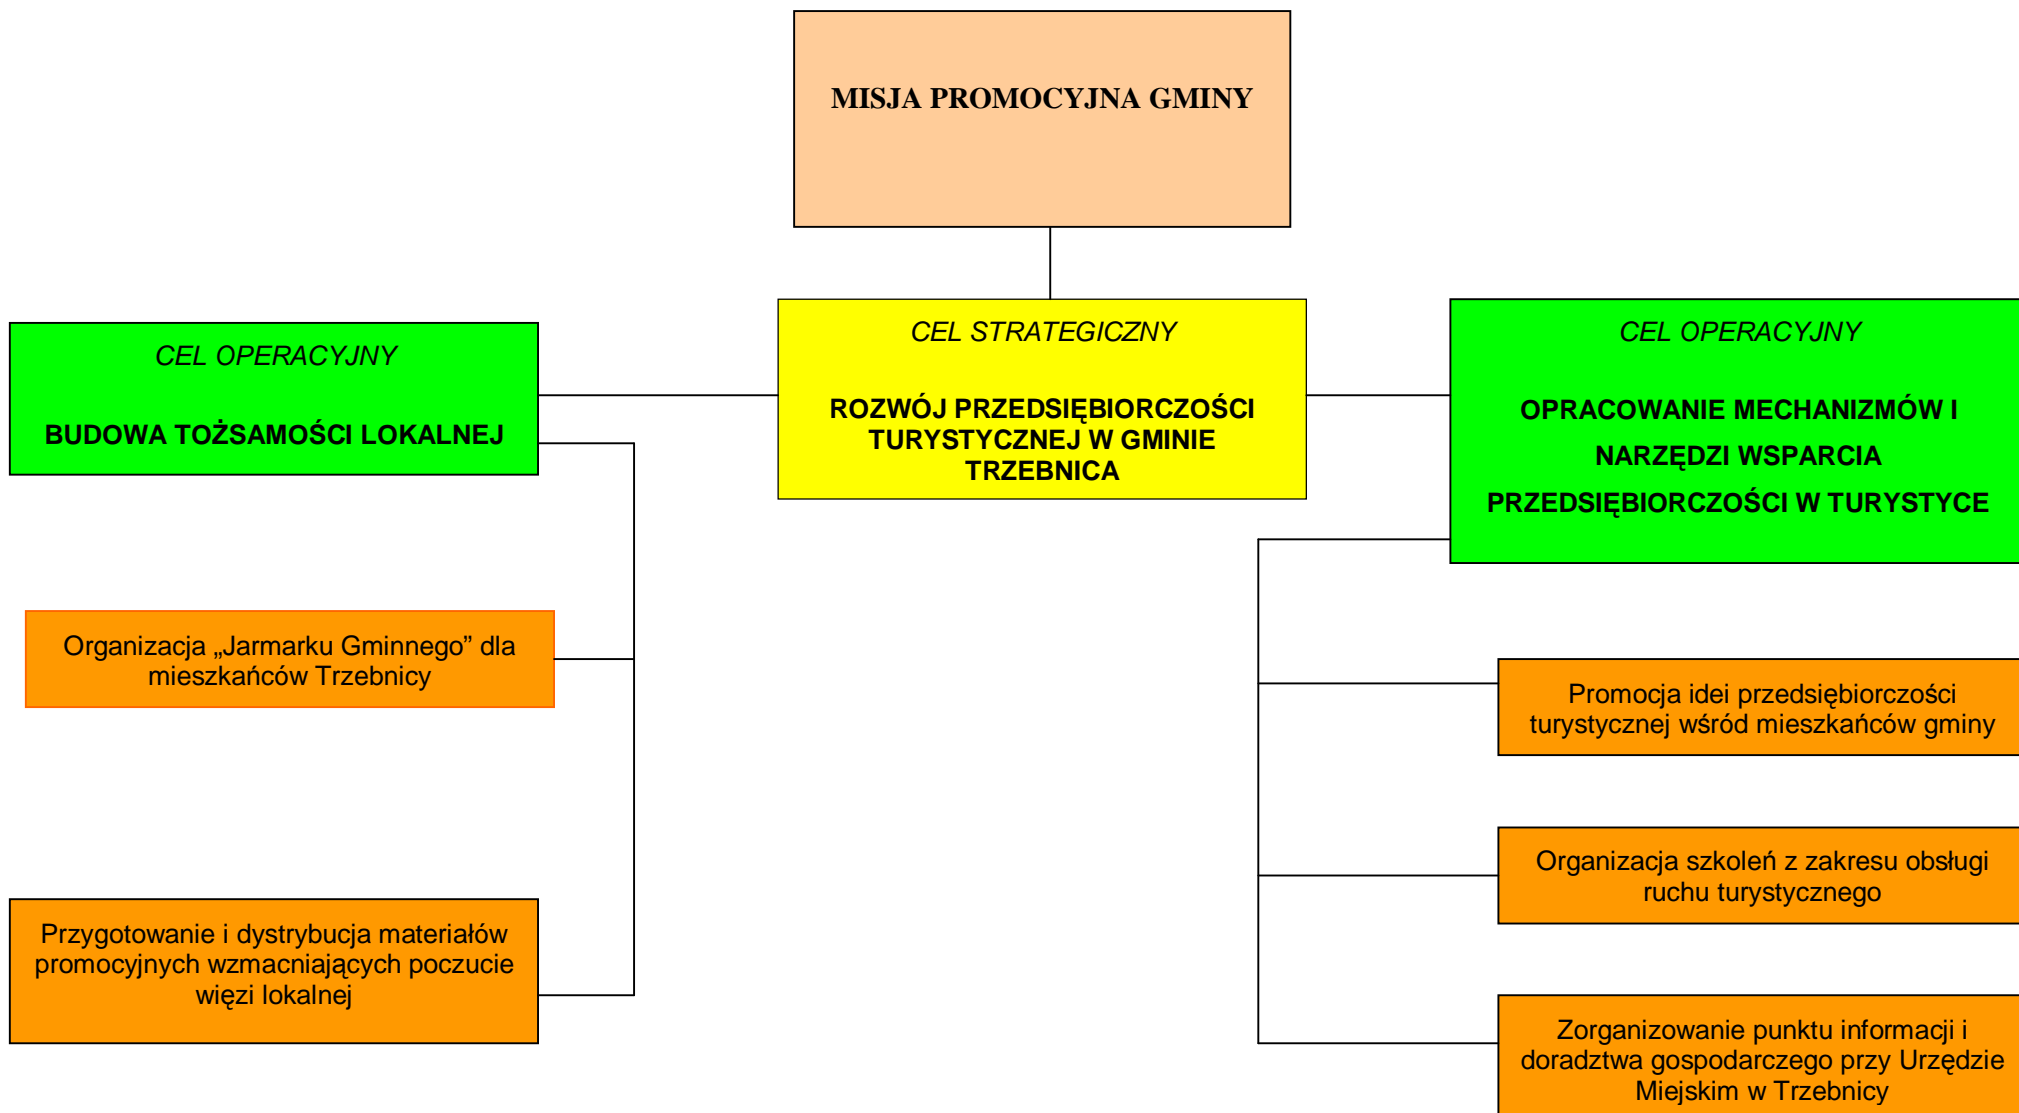 MISJA PROMOCYJNA GMINY
CEL OPERACYJNY
BUDOWA TOŻSAMOŚCI LOKALNEJ
CEL STRATEGICZNY
ROZWÓJ PRZEDSIĘBIORCZOŚCI
TURYSTYCZNEJ W GMINIE
TRZEBNICA
CEL OPERACYJNY
OPRACOWANIE MECHANIZMÓW I
NARZĘDZI WSPARCIA
PRZEDSIĘBIORCZOŚCI W TURYSTYCE
Organizacja „Jarmarku Gminnego” dla
mieszkańców Trzebnicy
Przygotowanie i dystrybucja materiałów
promocyjnych wzmacniających poczucie
więzi lokalnej
Promocja idei przedsiębiorczości
turystycznej wśród mieszkańców gminy
Organizacja szkoleń z zakresu obsługi
ruchu turystycznego
Zorganizowanie punktu informacji i
doradztwa gospodarczego przy Urzędzie
Miejskim w Trzebnicy